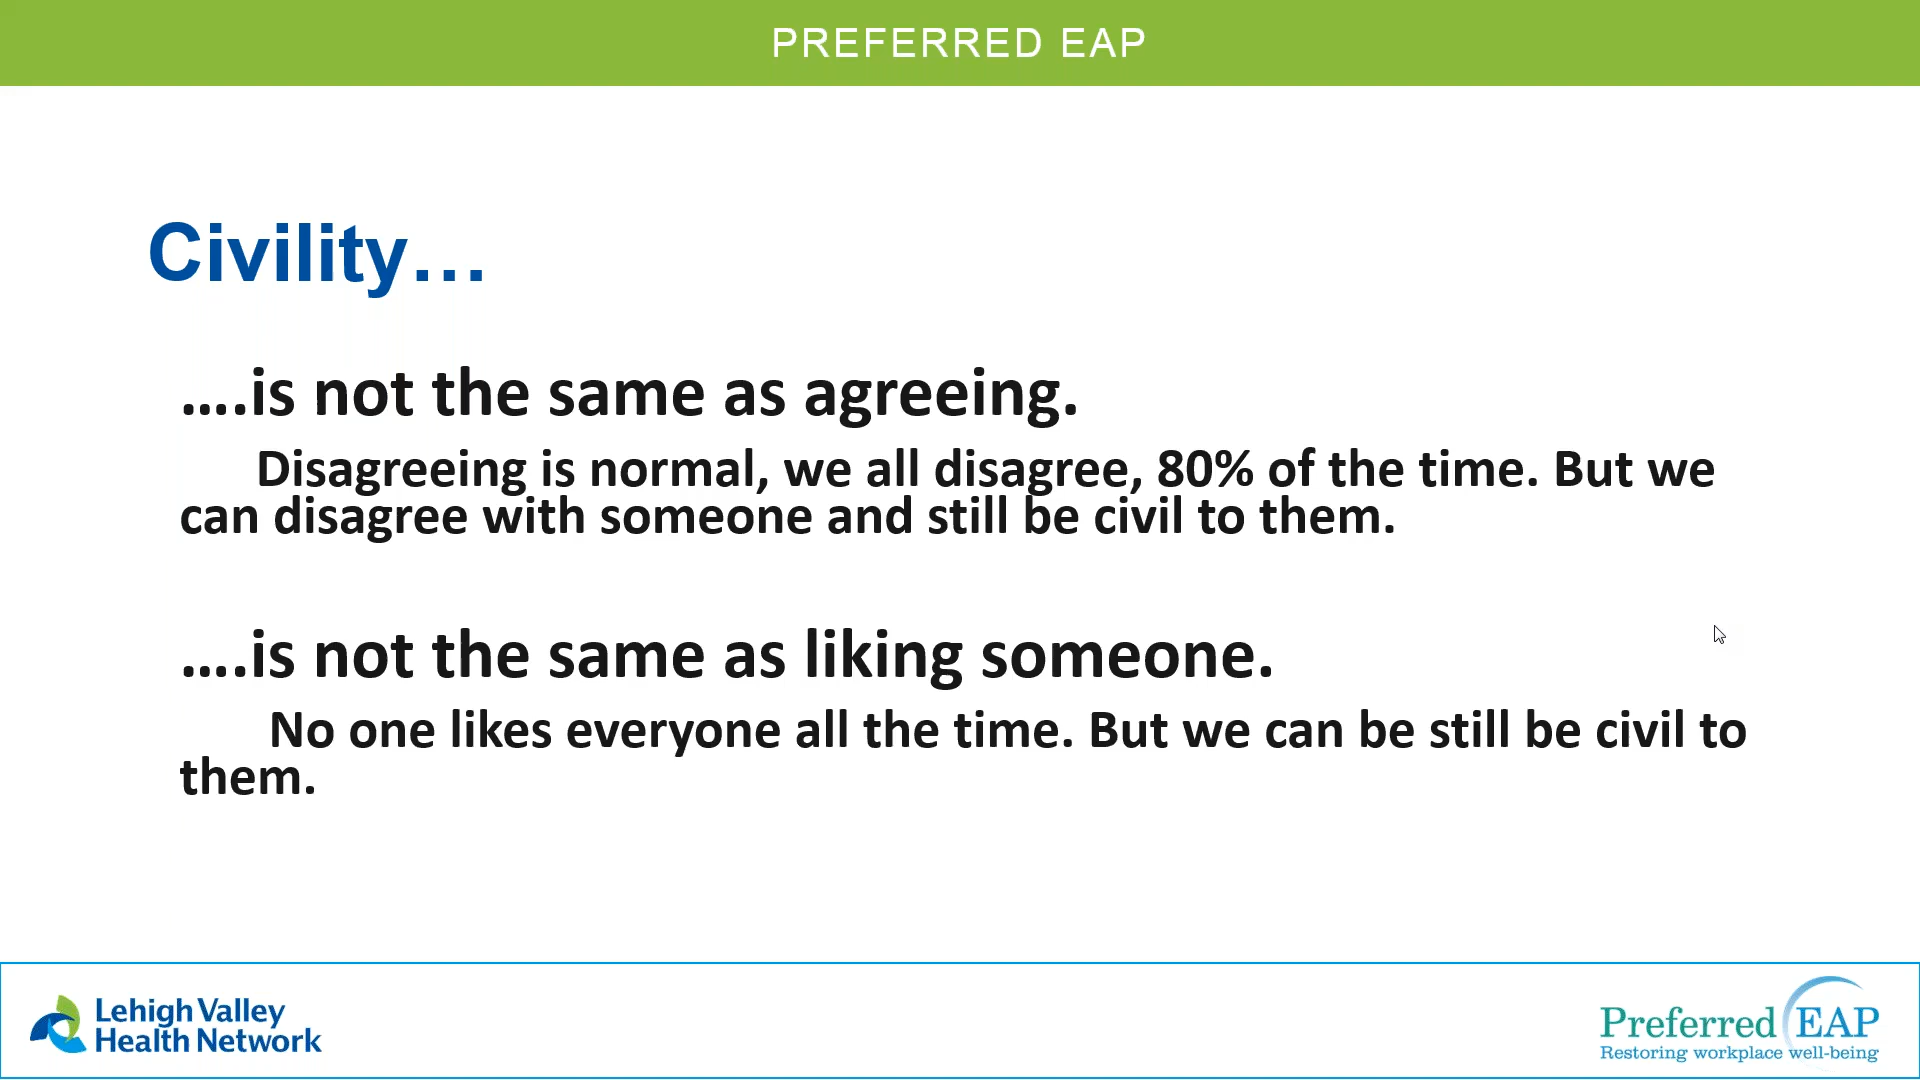 PREFERRED EAP
Civility…
….is not the same as agreeing.
Disagreeing is normal, we all disagree, 80% of the time. But we
can disagree with someone and still be civil to them.
….is not the same as liking someone.
No one likes everyone all the time. But we can be still be civil to
them.
Lehigh Valley
Health Network
Preferred EAP
Restoring workplace well-being